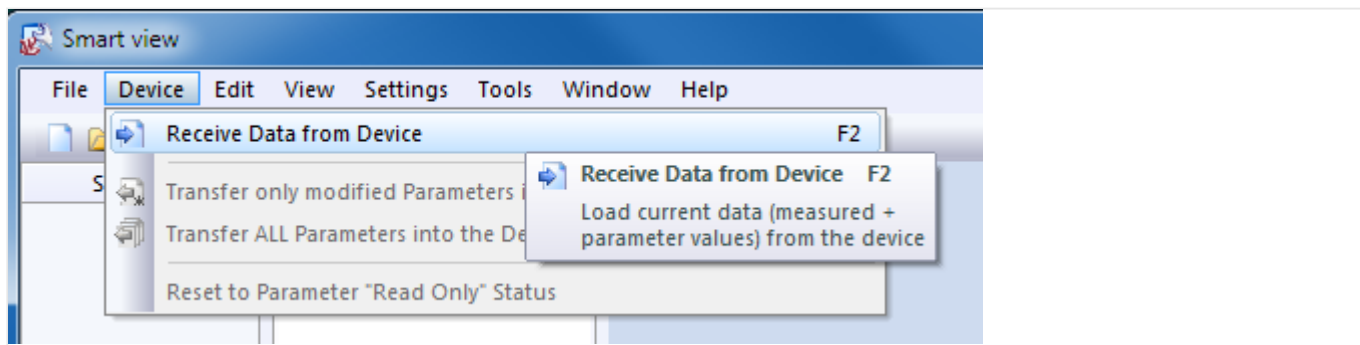 Smart view
File Device Edit View Settings Tools Window Help
Receive Data from Device F2
S
Transfer only modified Parameters i
Transfer ALL Parameters into the De
Reset to Parameter "Read Only" Status
Receive Data from Device F2
Load current data (measured +
parameter values) from the device